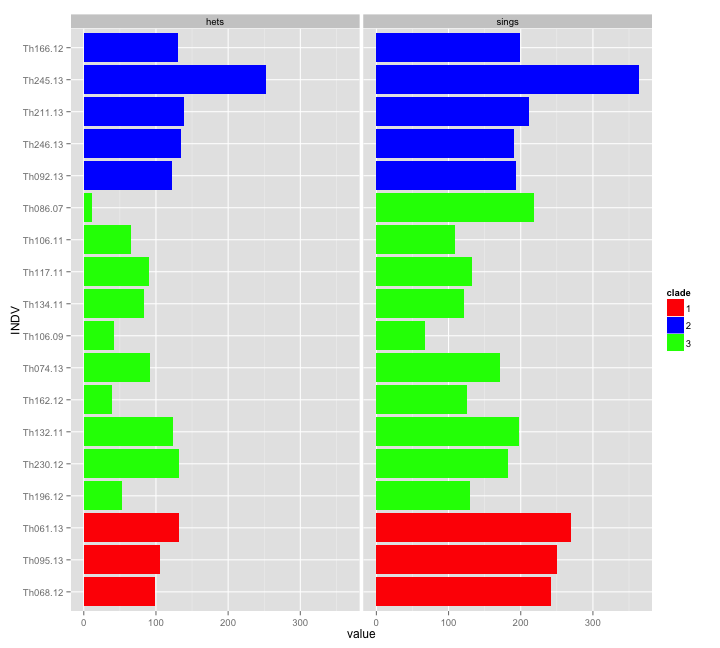 hets
sings
Th166.12
Th245.13
Th211.13
Th246.13
Th092.13
Th086.07
Th106.11
Th117.11
Th134.11
Th106.09
Th074.13
Th162.12
Th132.11
Th230.12
Th196.12
Th061.13
Th095.13
Th068.12
INDV
0 100 200 300
0 100 200 300
value
clade
1
2
3